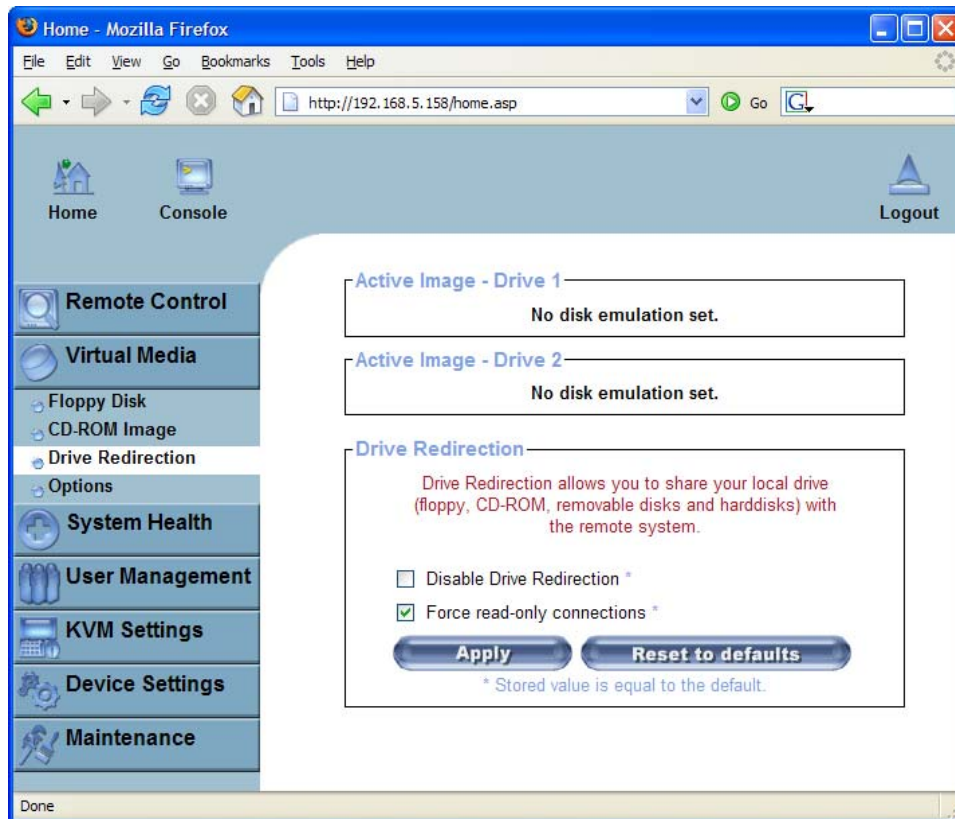 Home - Mozilla Firefox
File Edit View Go Bookmarks Tools Help
http://192.168.5.158/home.asp
Go
G
Home
Console
Logout
Remote Control
Virtual Media
Floppy Disk
CD-ROM Image
Drive Redirection
Options
System Health
User Management
KVM Settings
Device Settings
Maintenance
Active Image - Drive 1
No disk emulation set.
Active Image - Drive 2
No disk emulation set.
Drive Redirection
Drive Redirection allows you to share your local drive
(floppy, CD-ROM, removable disks and harddisks) with
the remote system.
Disable Drive Redirection *
Force read-only connections *
Apply
Reset to defaults
* Stored value is equal to the default.
Done